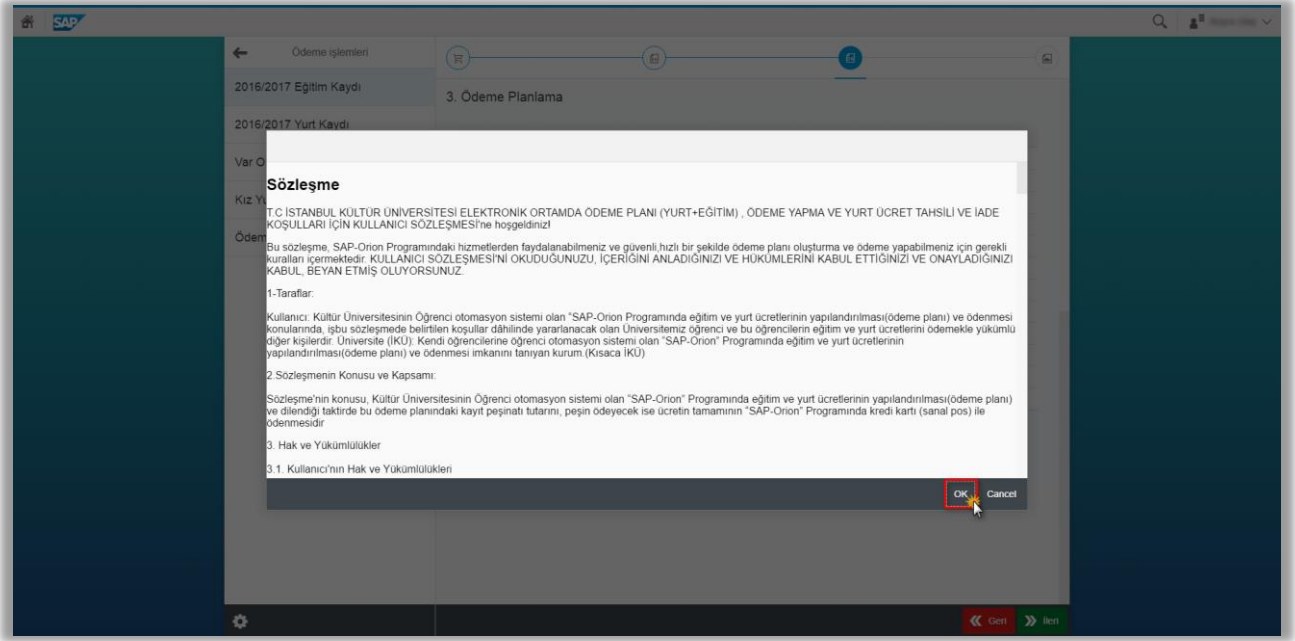 SAP
Ödeme işlemleri
2016/2017 Eğitim Kaydı
3. Ödeme Planlama
2016/2017 Yurt Kaydı
Var O
Kız Yu
Ödem
Sözleşme
T.C İSTANBUL KÜLTÜR ÜNİVERSİTESİ ELEKTRONİK ORTAMDA ÖDEME PLANI (YURT+EĞİTİM) , ÖDEME YAPMA VE YURT ÜCRET TAHSİLİ VE İADE
KOŞULLARI İÇİN KULLANICI SÖZLEŞMESİ'ne hoşgeldiniz!
Bu sözleşme, SAP-Orion Programındaki hizmetlerden faydalanabilmeniz ve güvenli,hızlı bir şekilde ödeme planı oluşturma ve ödeme yapabilmeniz için gerekli
kuralları içermektedir. KULLANICI SÖZLEŞMESİ'Nİ OKUDUĞUNUZU, İÇERİĞİNİ ANLADIĞINIZI VE HÜKÜMLERİNİ KABUL ETTİĞİNİZİ VE ONAYLADIĞINIZI
KABUL, BEYAN ETMİŞ OLUYORSUNUZ.
1-Taraflar:
Kullanıcı: Kültür Üniversitesinin Öğrenci otomasyon sistemi olan "SAP-Orion Programında eğitim ve yurt ücretlerinin yapılandırılması(ödeme planı) ve ödenmesi
konularında, işbu sözleşmede belirtilen koşullar dâhilinde yararlanacak olan Üniversitemiz öğrenci ve bu öğrencilerin eğitim ve yurt ücretlerini ödemekle yükümlü
diğer kişilerdir. Üniversite (İKÜ): Kendi öğrencilerine öğrenci otomasyon sistemi olan "SAP-Orion" Programında eğitim ve yurt ücretlerinin
yapılandırılması(ödeme planı) ve ödenmesi imkanını tanıyan kurum.(Kısaca İKÜ)
2.Sözleşmenin Konusu ve Kapsamı:
Sözleşme'nin konusu, Kültür Üniversitesinin Öğrenci otomasyon sistemi olan "SAP-Orion" Programında eğitim ve yurt ücretlerinin yapılandırılması(ödeme planı)
ve dilendiği taktirde bu ödeme planındaki kayıt peşinatı tutarını, peşin ödeyecek ise ücretin tamamının "SAP-Orion" Programında kredi kartı (sanal pos) ile
ödenmesidir
3. Hak ve Yükümlülükler
3.1. Kullanıcı'nın Hak ve Yükümlülükleri
OK
Cancel
Geri
İleri